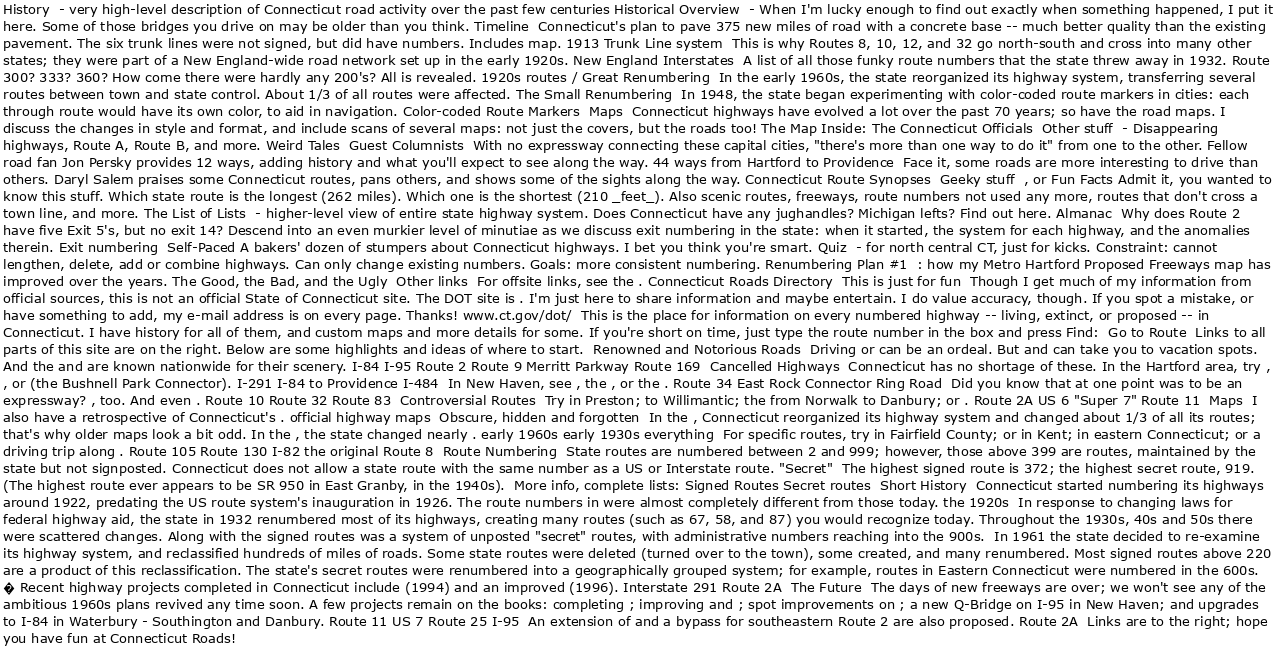 History  - very high-level description of Connecticut road activity over the past few centuries Historical Overview  - When I'm lucky enough to find out exactly when something happened, I put it
here. Some of those bridges you drive on may be older than you think. Timeline  Connecticut's plan to pave 375 new miles of road with a concrete base -- much better quality than the existing
pavement. The six trunk lines were not signed, but did have numbers. Includes map. 1913 Trunk Line system  This is why Routes 8, 10, 12, and 32 go north-south and cross into many other
states; they were part of a New England-wide road network set up in the early 1920s. New England Interstates  A list of all those funky route numbers that the state threw away in 1932. Route
300? 333? 360? How come there were hardly any 200's? All is revealed. 1920s routes / Great Renumbering  In the early 1960s, the state reorganized its highway system, transferring several
routes between town and state control. About 1/3 of all routes were affected. The Small Renumbering  In 1948, the state began experimenting with color-coded route markers in cities: each
through route would have its own color, to aid in navigation. Color-coded Route Markers  Maps  Connecticut highways have evolved a lot over the past 70 years; so have the road maps. I
discuss the changes in style and format, and include scans of several maps: not just the covers, but the roads too! The Map Inside: The Connecticut Officials  Other stuff  - Disappearing
highways, Route A, Route B, and more. Weird Tales  Guest Columnists  With no expressway connecting these capital cities, "there's more than one way to do it" from one to the other. Fellow
road fan Jon Persky provides 12 ways, adding history and what you'll expect to see along the way. 44 ways from Hartford to Providence  Face it, some roads are more interesting to drive than
others. Daryl Salem praises some Connecticut routes, pans others, and shows some of the sights along the way. Connecticut Route Synopses  Geeky stuff  , or Fun Facts Admit it, you wanted to
know this stuff. Which state route is the longest (262 miles). Which one is the shortest (210 _feet_). Also scenic routes, freeways, route numbers not used any more, routes that don't cross a
town line, and more. The List of Lists  - higher-level view of entire state highway system. Does Connecticut have any jughandles? Michigan lefts? Find out here. Almanac  Why does Route 2
have five Exit 5's, but no exit 14? Descend into an even murkier level of minutiae as we discuss exit numbering in the state: when it started, the system for each highway, and the anomalies
therein. Exit numbering  Self-Paced A bakers' dozen of stumpers about Connecticut highways. I bet you think you're smart. Quiz  - for north central CT, just for kicks. Constraint: cannot
lengthen, delete, add or combine highways. Can only change existing numbers. Goals: more consistent numbering. Renumbering Plan #1  : how my Metro Hartford Proposed Freeways map has
improved over the years. The Good, the Bad, and the Ugly  Other links  For offsite links, see the . Connecticut Roads Directory  This is just for fun  Though I get much of my information from
official sources, this is not an official State of Connecticut site. The DOT site is . I'm just here to share information and maybe entertain. I do value accuracy, though. If you spot a mistake, or
have something to add, my e-mail address is on every page. Thanks! www.ct.gov/dot/  This is the place for information on every numbered highway -- living, extinct, or proposed -- in
Connecticut. I have history for all of them, and custom maps and more details for some. If you're short on time, just type the route number in the box and press Find:  Go to Route  Links to all
parts of this site are on the right. Below are some highlights and ideas of where to start.  Renowned and Notorious Roads  Driving or can be an ordeal. But and can take you to vacation spots.
And the and are known nationwide for their scenery. I-84 I-95 Route 2 Route 9 Merritt Parkway Route 169  Cancelled Highways  Connecticut has no shortage of these. In the Hartford area, try ,
, or (the Bushnell Park Connector). I-291 I-84 to Providence I-484  In New Haven, see , the , or the . Route 34 East Rock Connector Ring Road  Did you know that at one point was to be an
expressway? , too. And even . Route 10 Route 32 Route 83  Controversial Routes  Try in Preston; to Willimantic; the from Norwalk to Danbury; or . Route 2A US 6 "Super 7" Route 11  Maps  I
also have a retrospective of Connecticut's . official highway maps  Obscure, hidden and forgotten  In the , Connecticut reorganized its highway system and changed about 1/3 of all its routes;
that's why older maps look a bit odd. In the , the state changed nearly . early 1960s early 1930s everything  For specific routes, try in Fairfield County; or in Kent; in eastern Connecticut; or a
driving trip along . Route 105 Route 130 I-82 the original Route 8  Route Numbering  State routes are numbered between 2 and 999; however, those above 399 are routes, maintained by the
state but not signposted. Connecticut does not allow a state route with the same number as a US or Interstate route. "Secret"  The highest signed route is 372; the highest secret route, 919.
(The highest route ever appears to be SR 950 in East Granby, in the 1940s).  More info, complete lists: Signed Routes Secret routes  Short History  Connecticut started numbering its highways
around 1922, predating the US route system's inauguration in 1926. The route numbers in were almost completely different from those today. the 1920s  In response to changing laws for
federal highway aid, the state in 1932 renumbered most of its highways, creating many routes (such as 67, 58, and 87) you would recognize today. Throughout the 1930s, 40s and 50s there
were scattered changes. Along with the signed routes was a system of unposted "secret" routes, with administrative numbers reaching into the 900s.  In 1961 the state decided to re-examine
its highway system, and reclassified hundreds of miles of roads. Some state routes were deleted (turned over to the town), some created, and many renumbered. Most signed routes above 220
are a product of this reclassification. The state's secret routes were renumbered into a geographically grouped system; for example, routes in Eastern Connecticut were numbered in the 600s.
� Recent highway projects completed in Connecticut include (1994) and an improved (1996). Interstate 291 Route 2A  The Future  The days of new freeways are over; we won't see any of the
ambitious 1960s plans revived any time soon. A few projects remain on the books: completing ; improving and ; spot improvements on ; a new Q-Bridge on I-95 in New Haven; and upgrades
to I-84 in Waterbury - Southington and Danbury. Route 11 US 7 Route 25 I-95  An extension of and a bypass for southeastern Route 2 are also proposed. Route 2A  Links are to the right; hope
you have fun at Connecticut Roads!